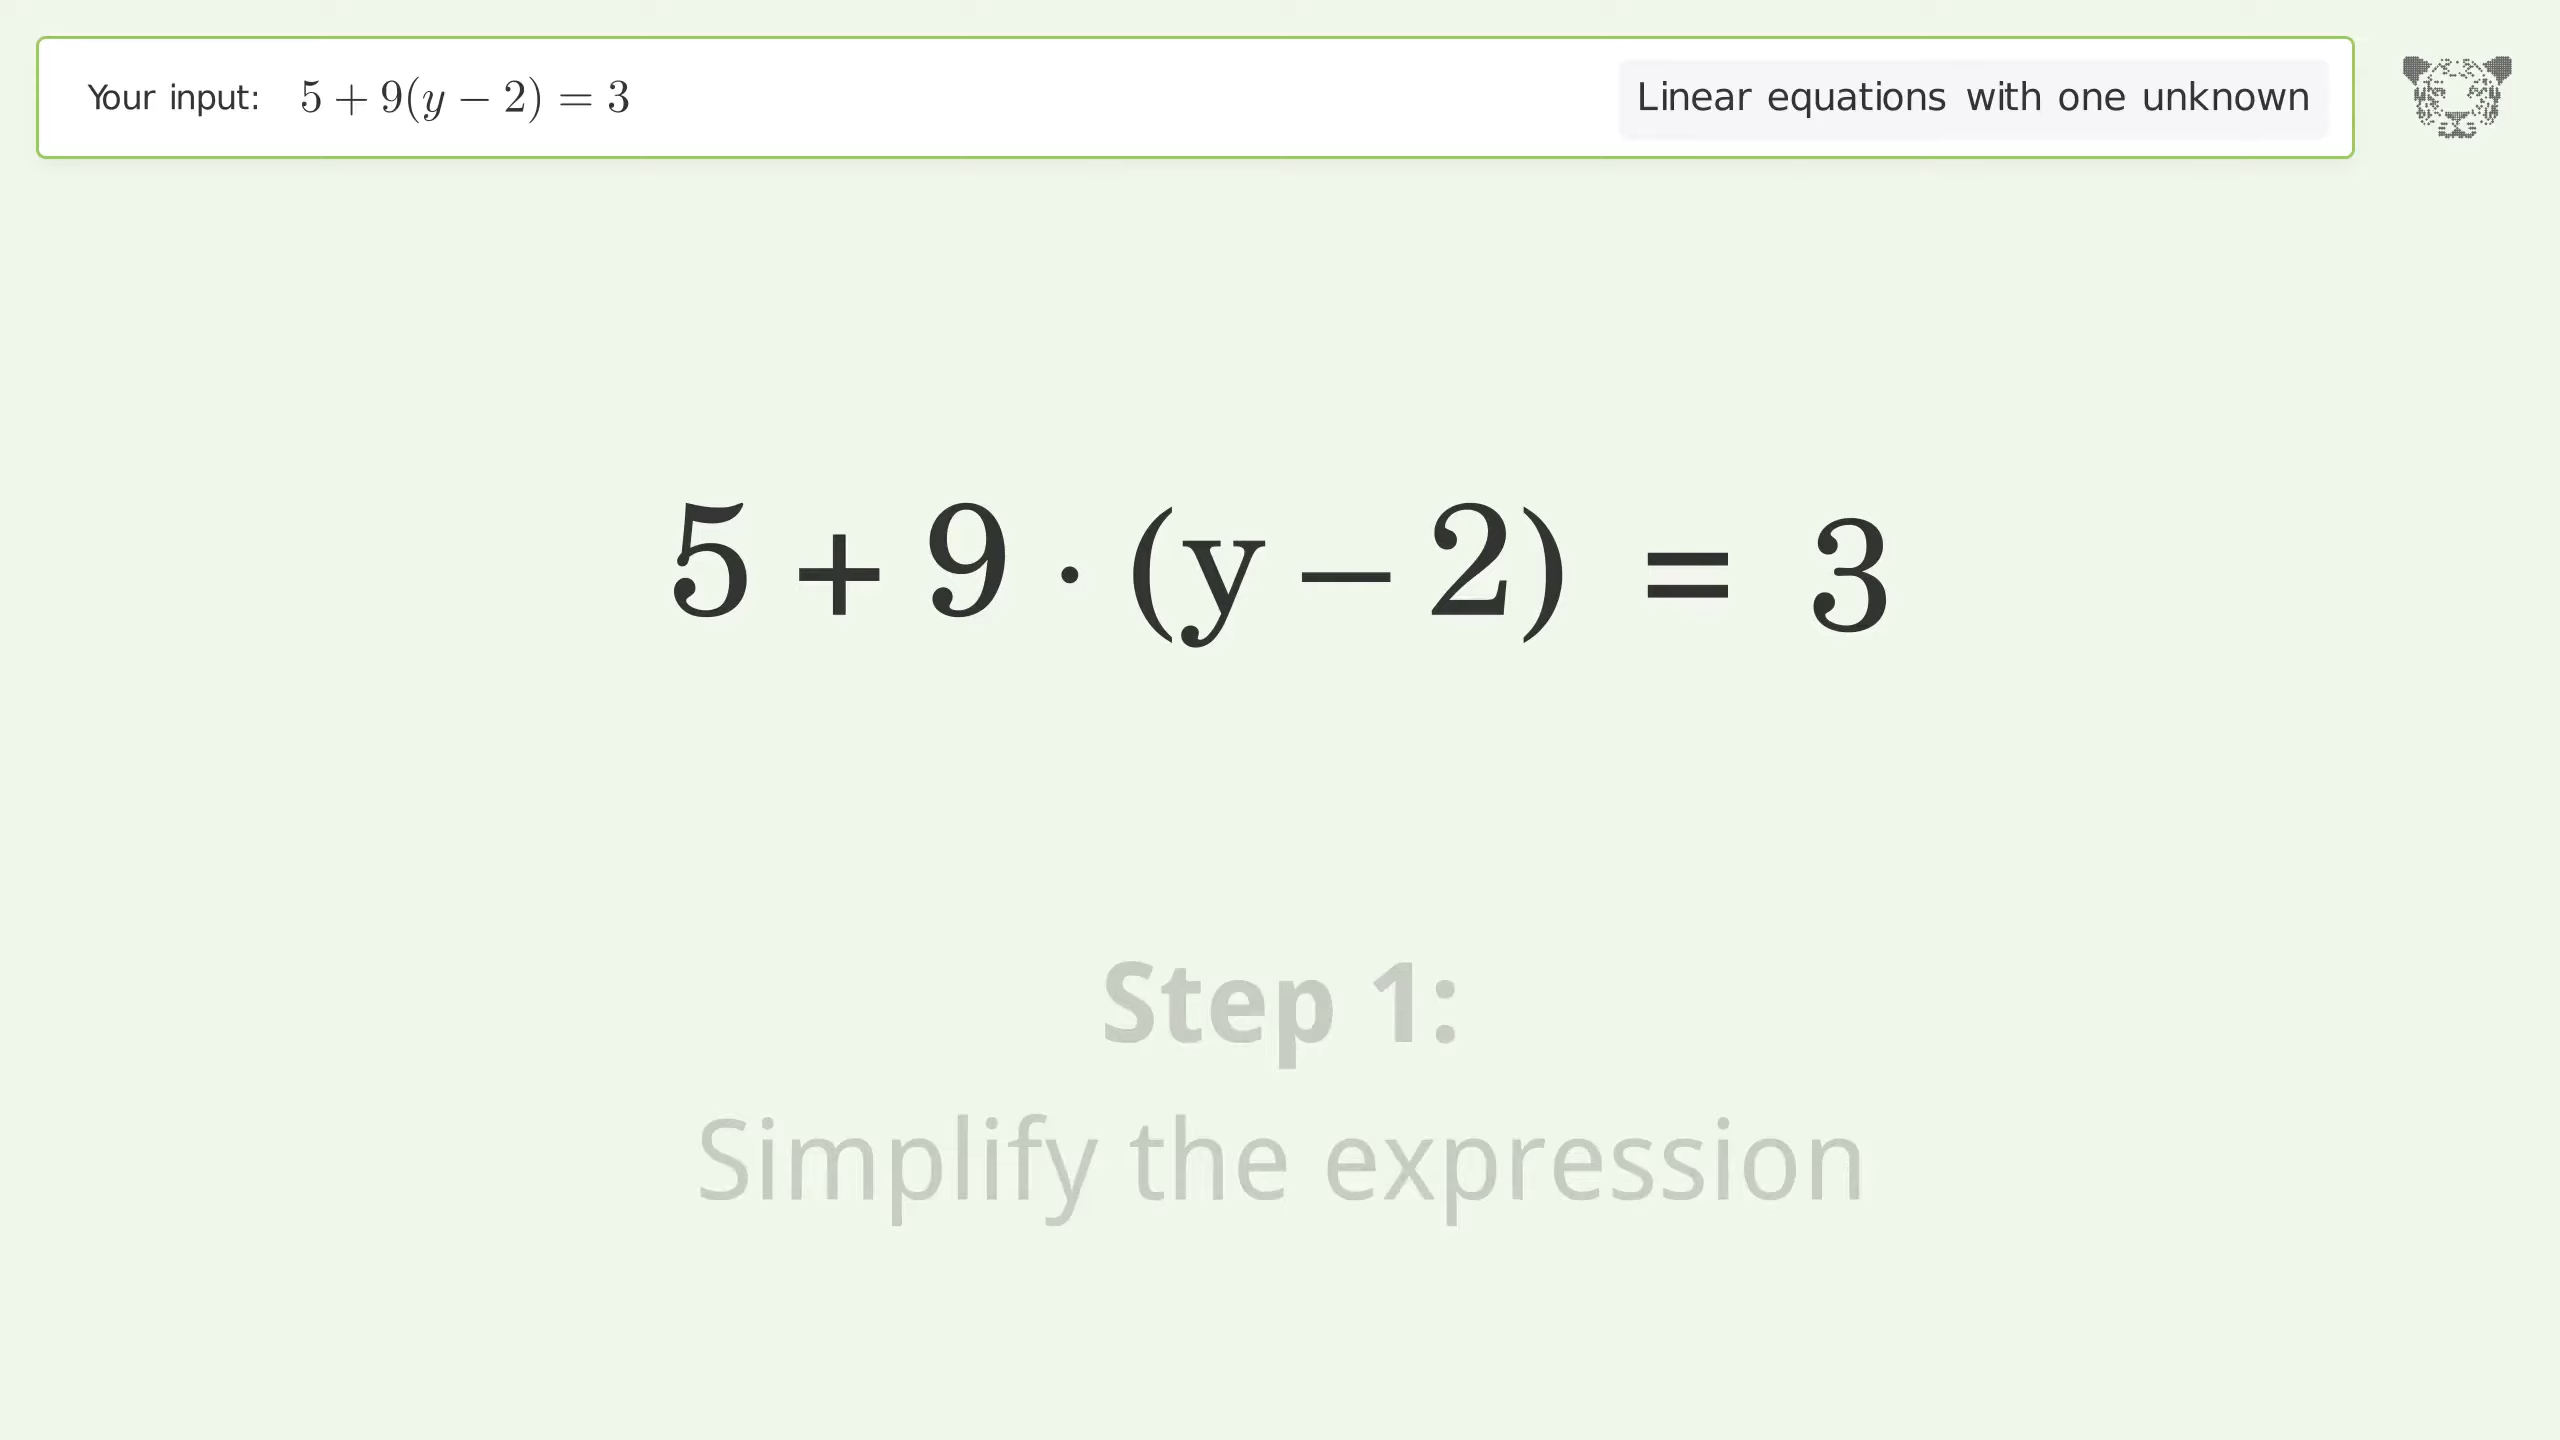 Your input: 5 + 9(y − 2) = 3
Linear equations with one unknown
5 + 9 · (y − 2) = 3
Step 1:
Simplify the expression